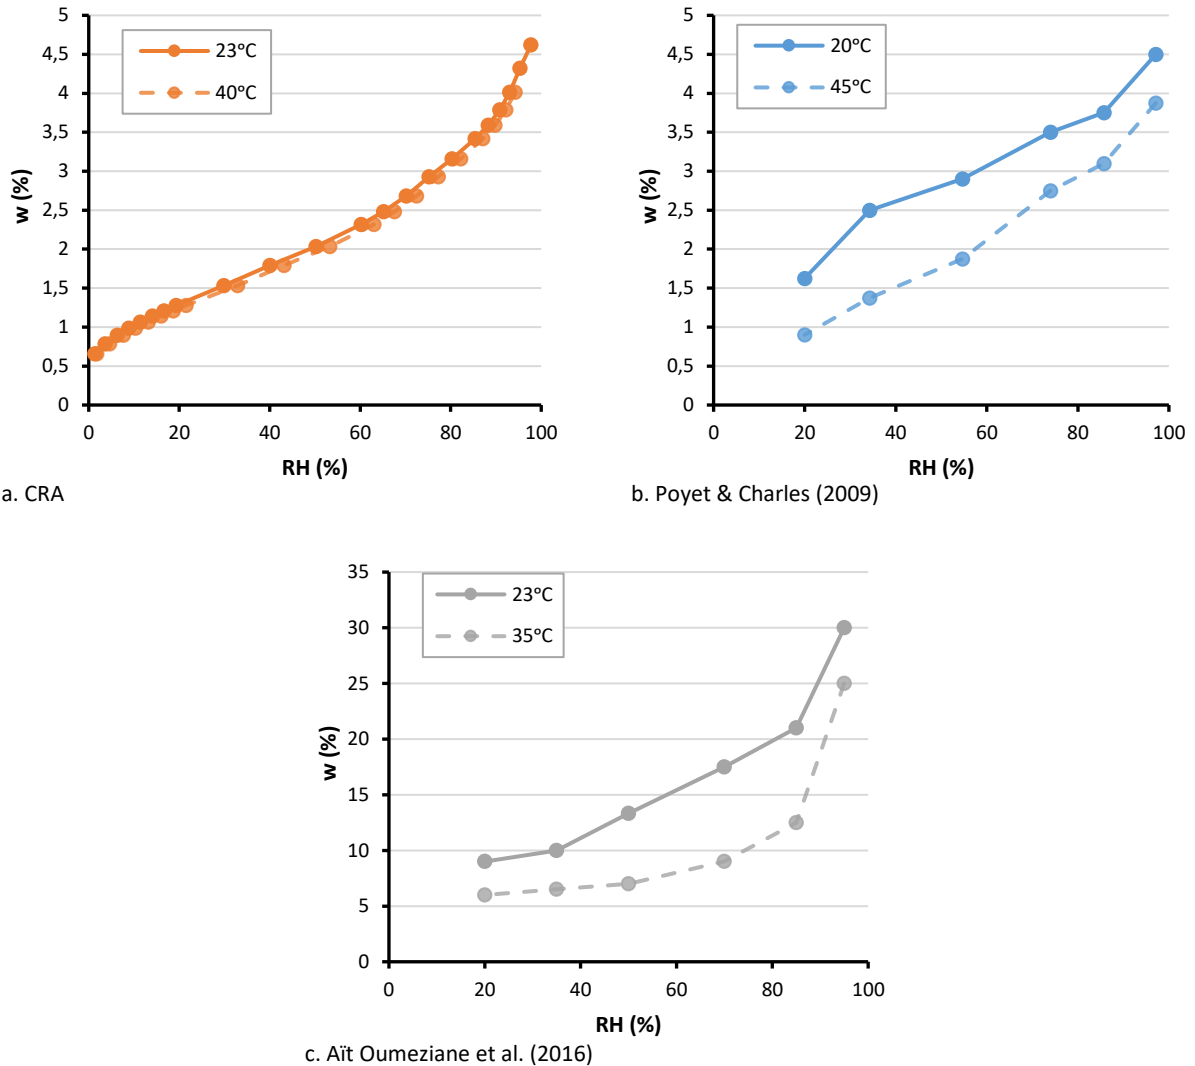 5
4,5
4
3,5
3
2,5
2
1,5
1
0,5
0
w (%)
23°C
40°C
0 20 40 60 80 100
RH (%)
a. CRA
5
4,5
4
3,5
3
2,5
2
1,5
1
0,5
0
w (%)
20°C
45°C
0 20 40 60 80 100
RH (%)
b. Poyet & Charles (2009)
35
30
25
20
15
10
5
0
w (%)
23°C
35°C
0 20 40 60 80 100
RH (%)
c. Aït Oumeziane et al. (2016)